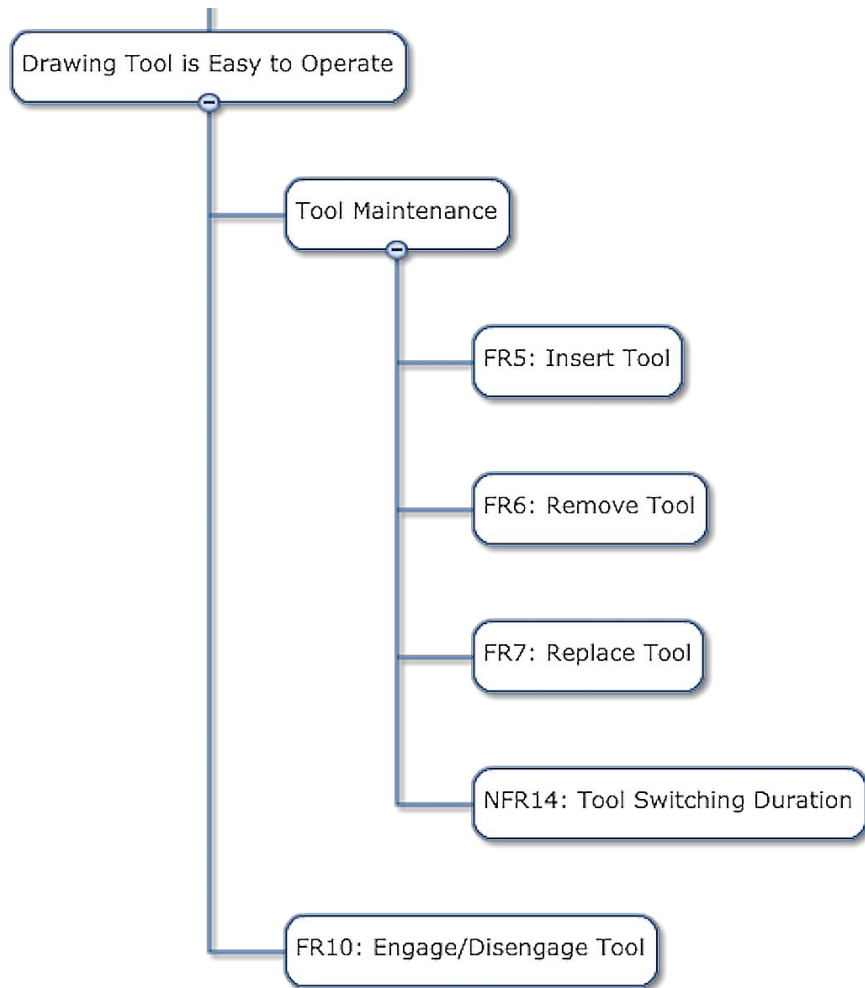 Drawing Tool is Easy to Operate
Tool Maintenance
FR5: Insert Tool
FR6: Remove Tool
FR7: Replace Tool
NFR14: Tool Switching Duration
FR10: Engage/Disengage Tool